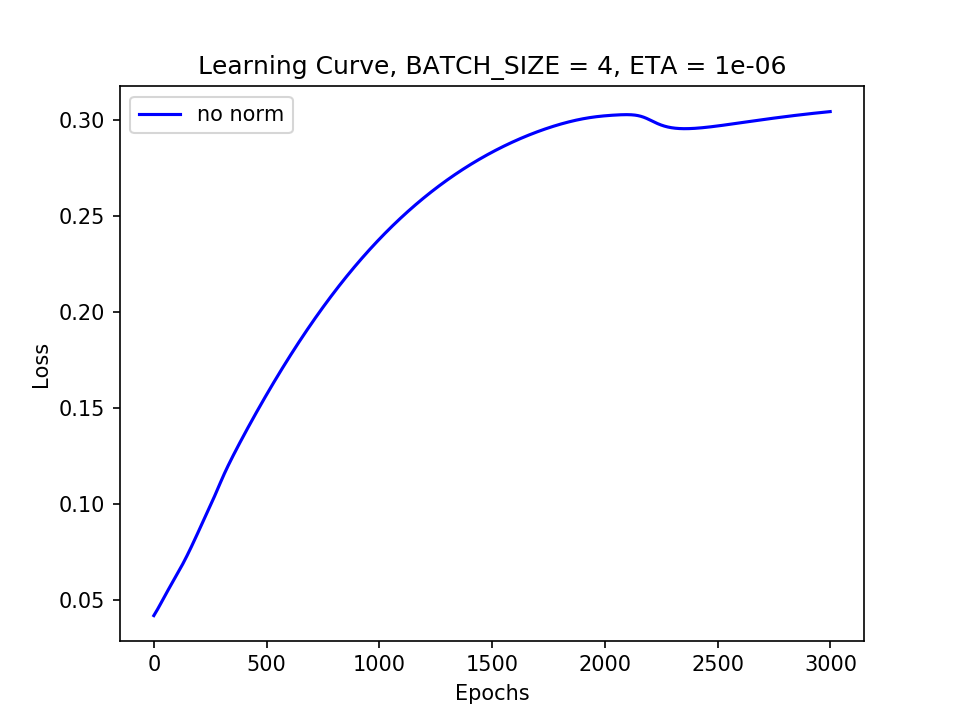 Learning Curve, BATCH_SIZE = 4, ETA = 1e-06
no norm
0.30
0.25
0.20
0.15
0.10
0.05
Loss
0 500 1000 1500 2000 2500 3000
Epochs